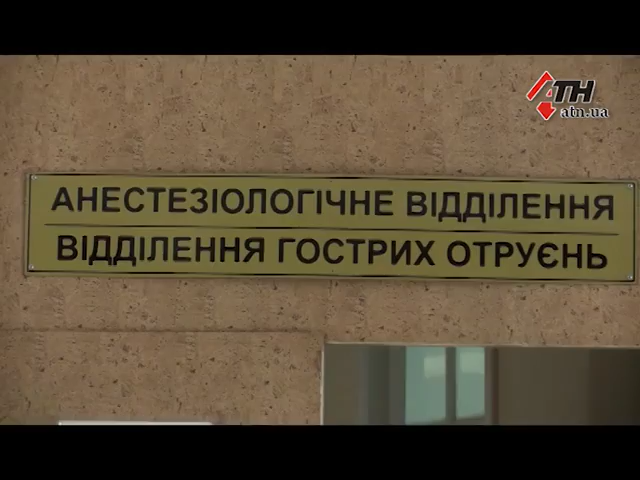 АТН
atn.ua
АНЕСТЕЗІОЛОГІЧНЕ ВІДДІЛЕННЯ
ВІДДІЛЕННЯ ГОСТРИХ ОТРУЄНЬ